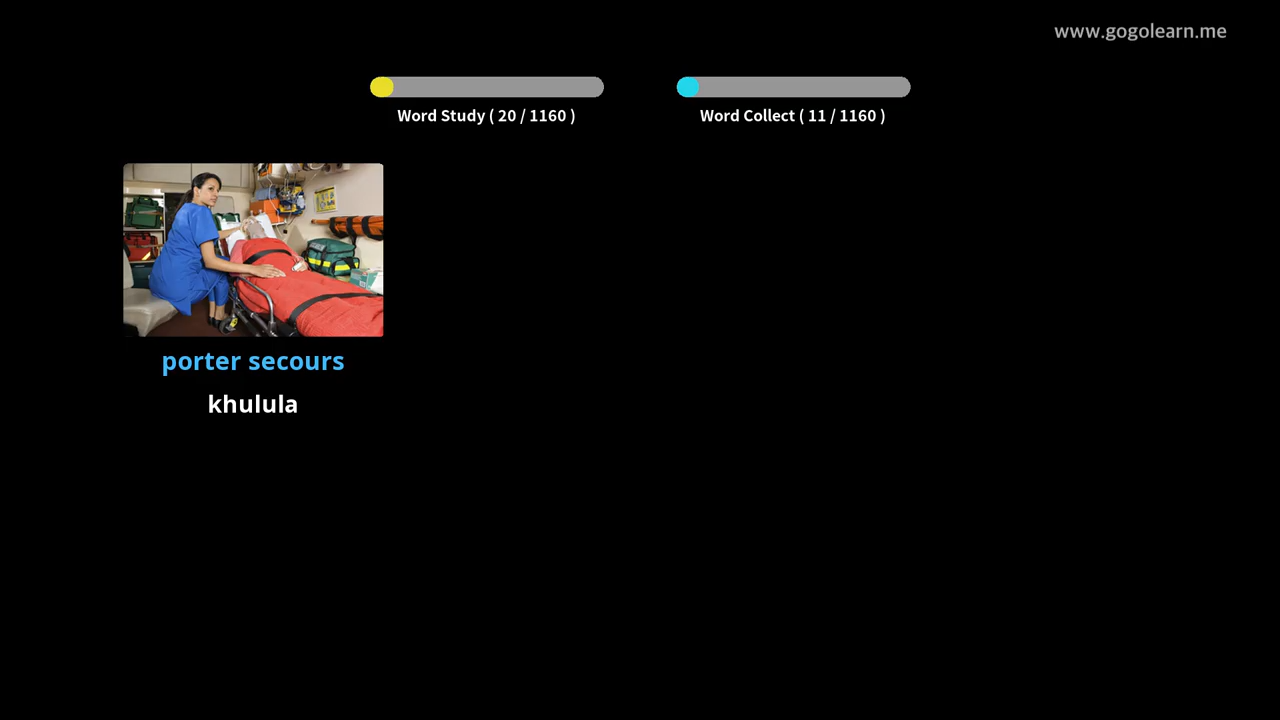 www.gogolearn.me
Word Study ( 20 / 1160 )
Word Collect ( 11 / 1160 )
porter secours
khulula